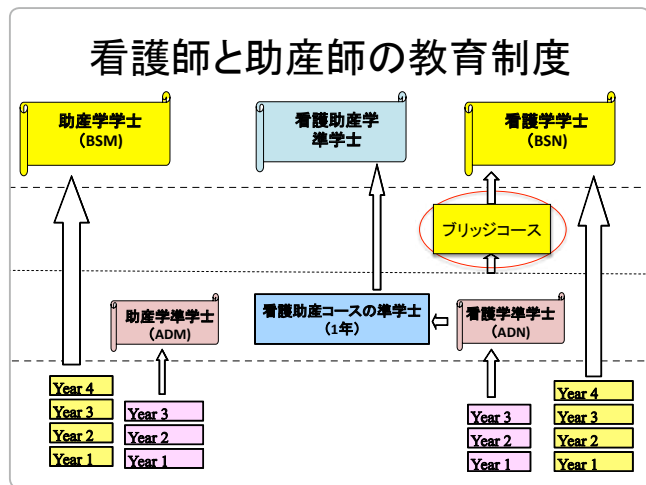 看護師と助産師の教育制度
助産学学士
（BSM)
看護助産学
準学士
看護学学士
（BSN)
ブリッジコース
助産学準学士
（ADM)
看護助産コースの準学士
（1年）
看護学準学士
（ADN)
Year 4
Year 3
Year 2
Year 1
Year 3
Year 2
Year 1
Year 3
Year 2
Year 1
Year 4
Year 3
Year 2
Year 1